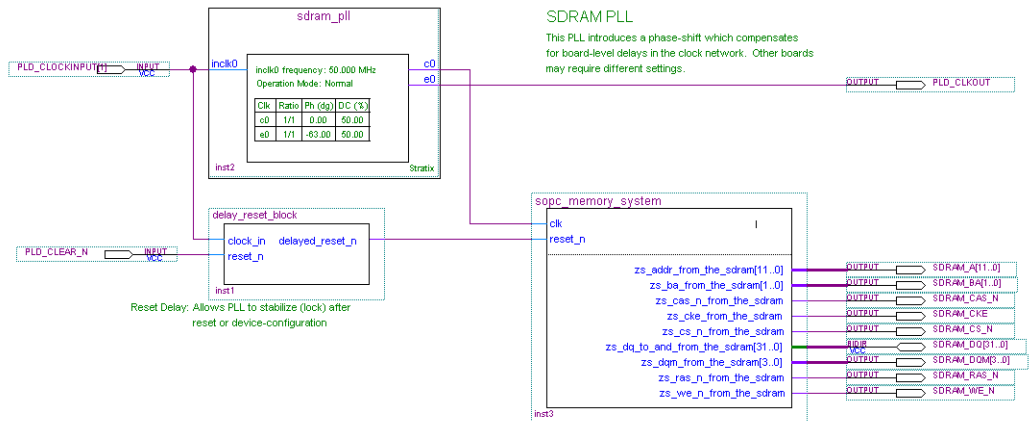 sdram_pll
SDRAM PLL
This PLL introduces a phase-shift which compensates
for board-level delays in the clock network. Other boards
may require different settings.
PLD_CLOCKINPUT[1]
INPUT
VCC
inclk0
inclk0 frequency: 50.000 MHz
Operation Mode: Normal
Clk Ratio Ph (dg) DC (%)
c0 1/1 0.00 50.00
e0 1/1 -63.00 50.00
c0
e0
inst2
Stratix
OUTPUT
PLD_CLKOUT
delay_reset_block
clock_in delayed_reset_n
reset_n
inst1
PLD_CLEAR_N
INPUT
VCC
Reset Delay: Allows PLL to stabilize (lock) after
reset or device-configuration
sopc_memory_system
clk
reset_n
zs_addr_from_the_sdram[11..0]
OUTPUT
SDRAM_A[11..0]
zs_ba_from_the_sdram[1..0]
OUTPUT
SDRAM_BA[1..0]
zs_cas_n_from_the_sdram
OUTPUT
SDRAM_CAS_N
zs_cke_from_the_sdram
OUTPUT
SDRAM_CKE
zs_cs_n_from_the_sdram
OUTPUT
SDRAM_CS_N
zs_dq_to_and_from_the_sdram[31..0]
BIDIR
VCC
SDRAM_DQ[31..0]
zs_dqm_from_the_sdram[3..0]
OUTPUT
SDRAM_DQM[3..0]
zs_ras_n_from_the_sdram
OUTPUT
SDRAM_RAS_N
zs_we_n_from_the_sdram
OUTPUT
SDRAM_WE_N
inst3